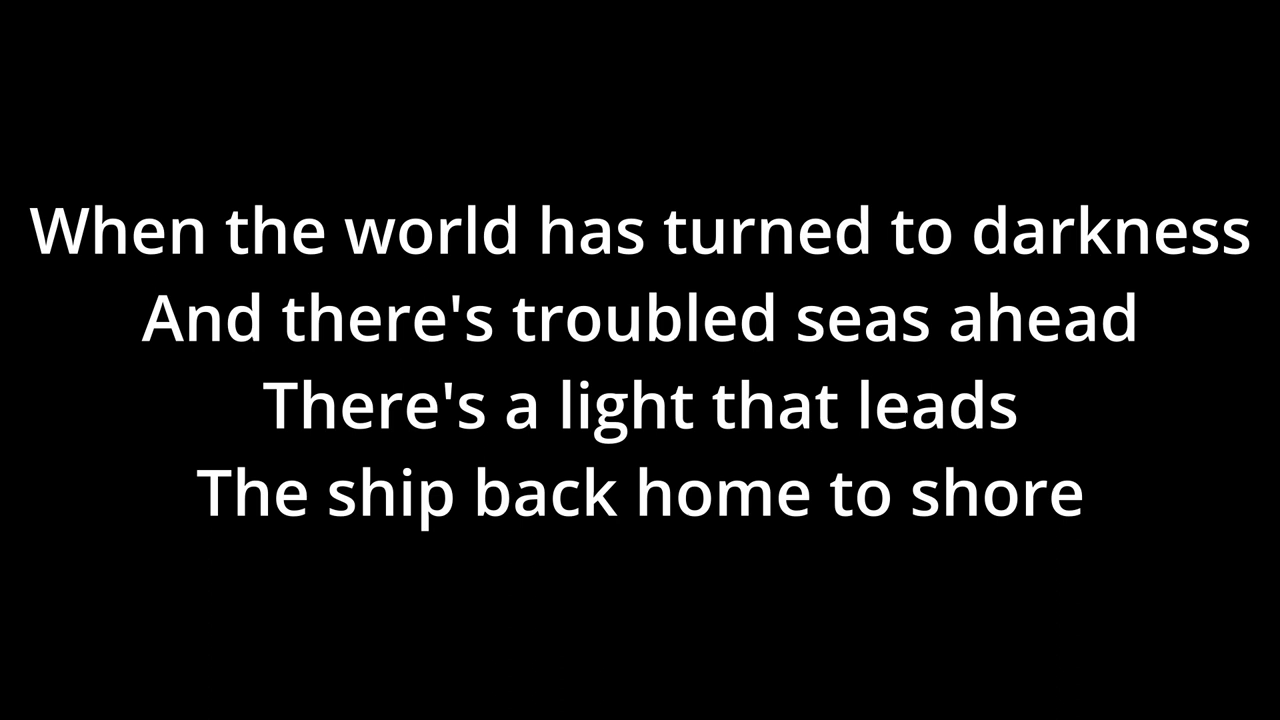 When the world has turned to darkness
And there's troubled seas ahead
There's a light that leads
The ship back home to shore